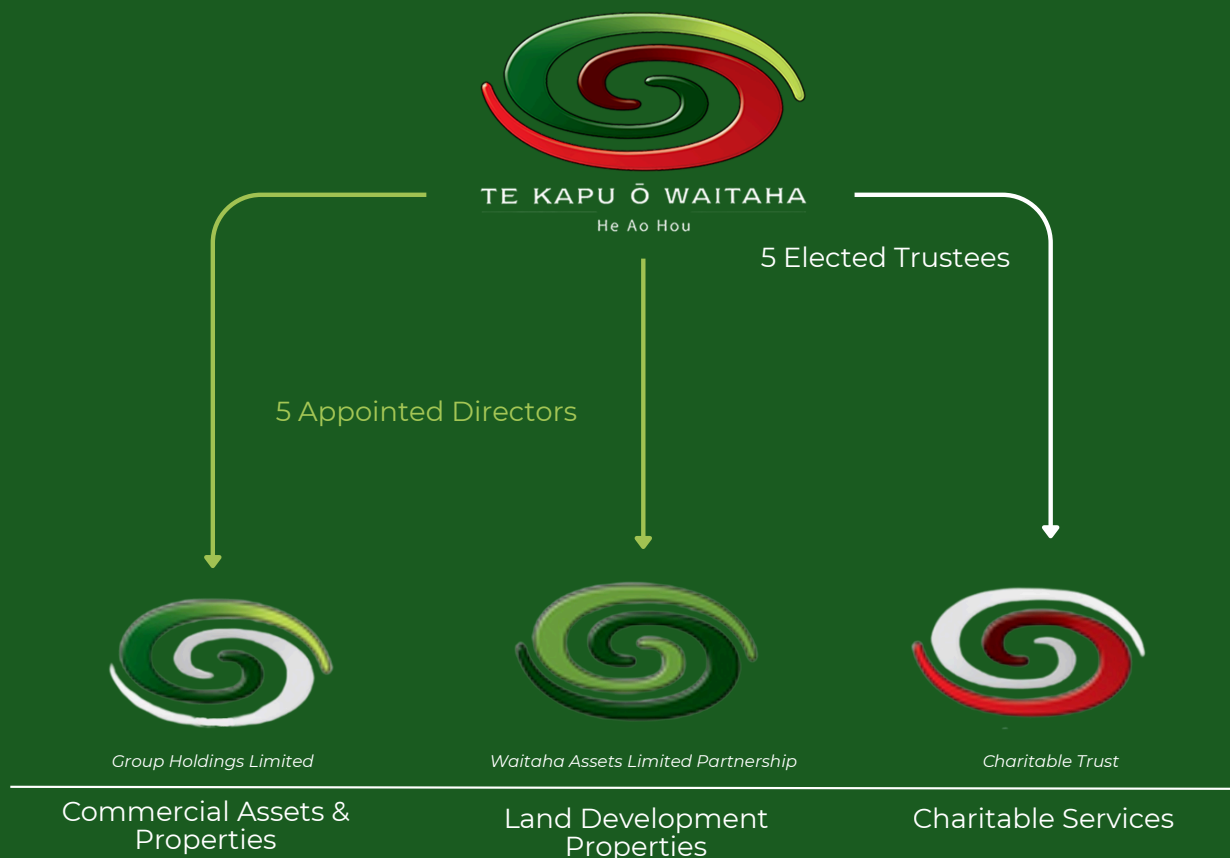 TE KAPU Ō WAITAHA
He Ao Hou
5 Elected Trustees
5 Appointed Directors
Group Holdings Limited
Waitaha Assets Limited Partnership
Charitable Trust
Commercial Assets &
Properties
Land Development
Properties
Charitable Services